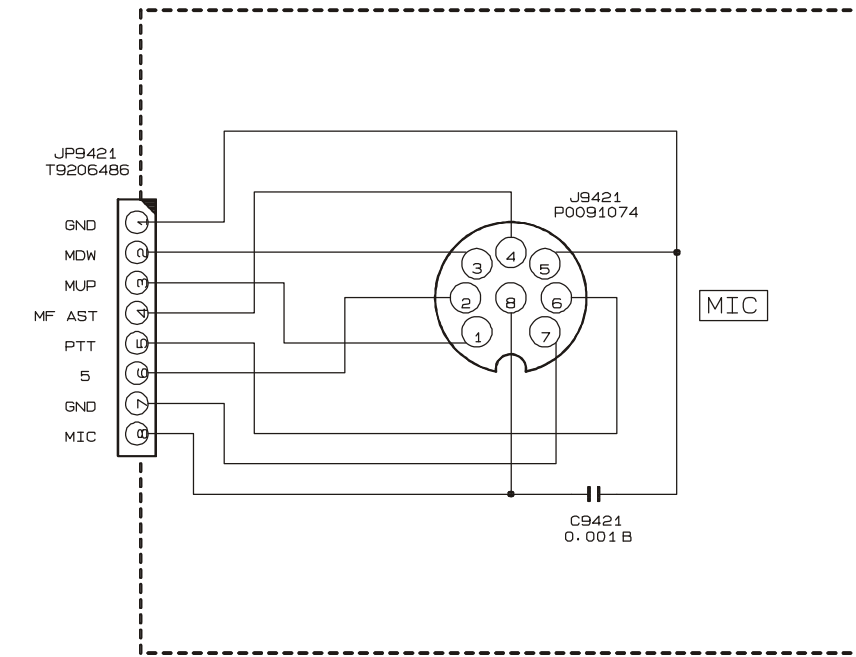 JP9421
T9206486
J9421
P0091074
GND 1
MDW 2
MUP 3
MF AST 4
PTT 5
5 6
GND 7
MIC 8
4
3 5
2 8 6
1 7
MIC
C9421
0.001 B